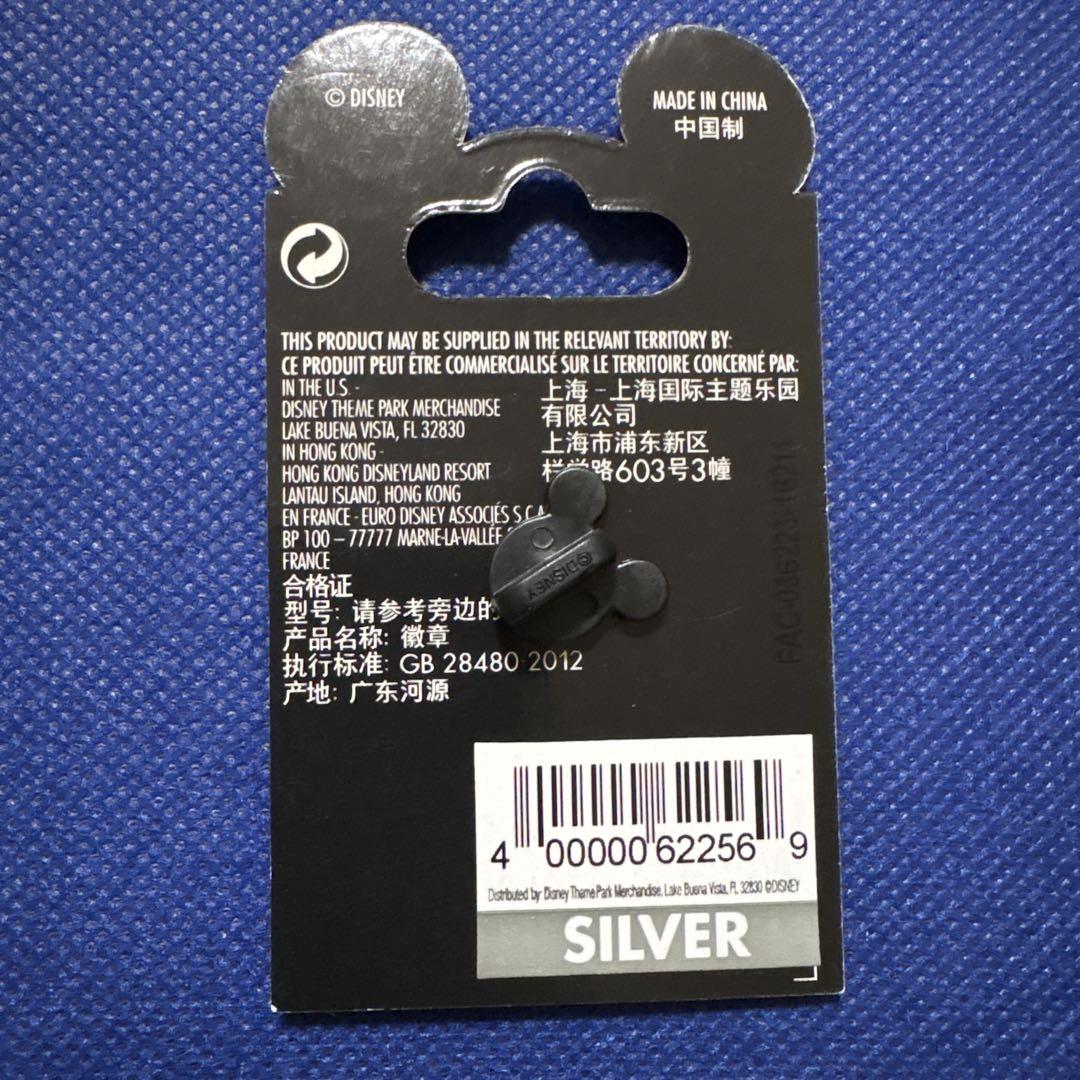 © DISNEY
MADE IN CHINA
中国制
THIS PRODUCT MAY BE SUPPLIED IN THE RELEVANT TERRITORY BY:
CE PRODUIT PEUT ÊTRE COMMERCIALISÉ SUR LE TERRITOIRE CONCERNÉ PAR:
IN THE U.S. -
DISNEY THEME PARK MERCHANDISE
LAKE BUENA VISTA, FL 32830
IN HONG KONG -
HONG KONG DISNEYLAND RESORT
LANTAU ISLAND, HONG KONG
EN FRANCE - EURO DISNEY ASSOCIÉS S.C.A.
BP 100 – 77777 MARNE-LA-VALLÉE
FRANCE
上海 - 上海国际主题乐园
有限公司
上海市浦东新区
路603号3幢
合格证
型号: 请参考旁边的
产品名称: 徽章
执行标准: GB 28480-2012
产地: 广东河源
©DISNEY
4 00000 62256 9
Distributed by: Disney Theme Park Merchandise, Lake Buena Vista, FL 32830 ©DISNEY
SILVER